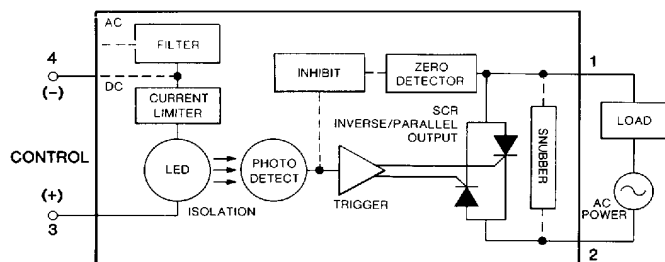 AC
FILTER
4
(-)
DC
CURRENT
LIMITER
CONTROL
LED
(+)
3
ISOLATION
PHOTO
DETECT
INHIBIT
ZERO
DETECTOR
TRIGGER
SCR
INVERSE/PARALLEL
OUTPUT
SNUBBER
1
LOAD
AC
POWER
2